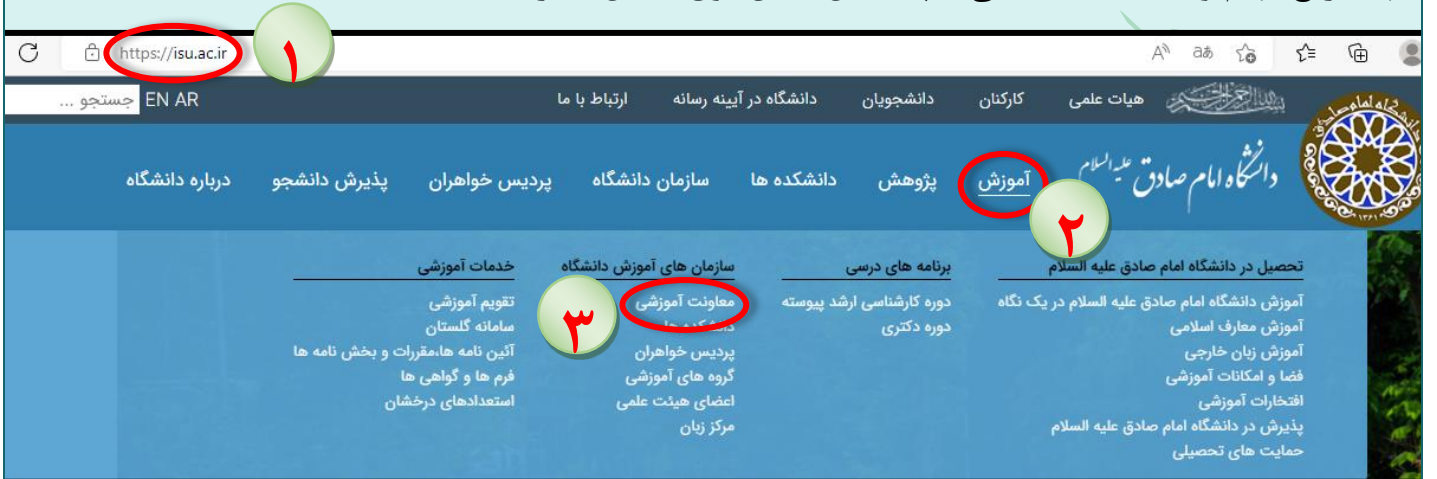 https://isu.ac.ir
۱
هیات علمی کارکنان دانشجویان دانشگاه در آیینه رسانه ارتباط با ما EN AR جستجو ...
دانشگاه امام صادق علیه السلام
آموزش پژوهش دانشکده ها سازمان دانشگاه پردیس خواهران پذیرش دانشجو درباره دانشگاه
۲
تحصیل در دانشگاه امام صادق علیه السلام
آموزش دانشگاه امام صادق علیه السلام در یک نگاه
آموزش معارف اسلامی
آموزش زبان خارجی
فضا و امکانات آموزشی
افتخارات آموزشی
پذیرش در دانشگاه امام صادق علیه السلام
حمایت های تحصیلی
برنامه های درسی
دوره کارشناسی ارشد پیوسته
دوره دکتری
سازمان های آموزش دانشگاه
معاونت آموزشی
۳
دانشکده ها
پردیس خواهران
گروه های آموزشی
اعضای هیئت علمی
مرکز زبان
خدمات آموزشی
تقویم آموزشی
سامانه گلستان
آئین نامه ها،مقررات و بخش نامه ها
فرم ها و گواهی ها
استعدادهای درخشان